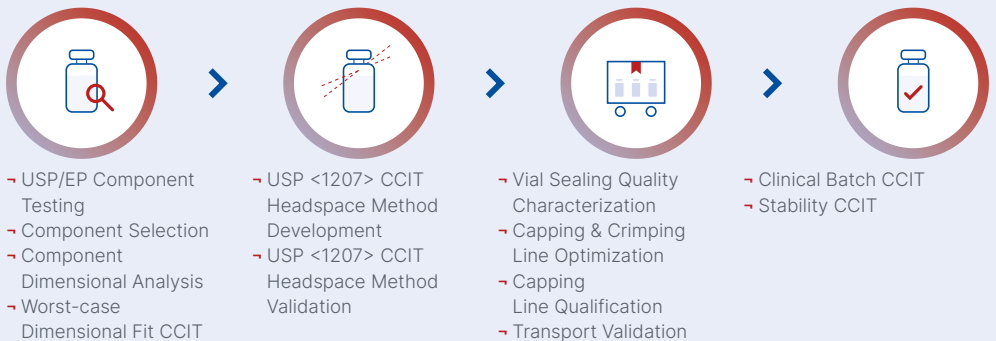 ¬ USP/EP Component
Testing
¬ Component Selection
¬ Component
Dimensional Analysis
¬ Worst-case
Dimensional Fit CCIT
¬ USP <1207> CCIT
Headspace Method
Development
¬ USP <1207> CCIT
Headspace Method
Validation
¬ Vial Sealing Quality
Characterization
¬ Capping & Crimping
Line Optimization
¬ Capping
Line Qualification
¬ Transport Validation
¬ Clinical Batch CCIT
¬ Stability CCIT